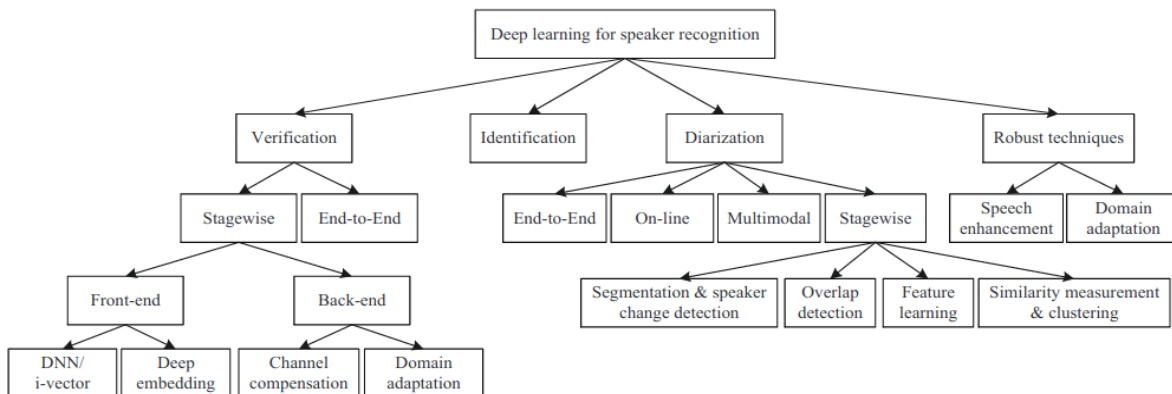 Deep learning for speaker recognition
Verification
Identification
Diarization
Robust techniques
Stagewise
End-to-End
End-to-End
On-line
Multimodal
Stagewise
Speech
enhancement
Domain
adaptation
Front-end
Back-end
Segmentation & speaker
change detection
Overlap
detection
Feature
learning
Similarity measurement
& clustering
DNN/
i-vector
Deep
embedding
Channel
compensation
Domain
adaptation